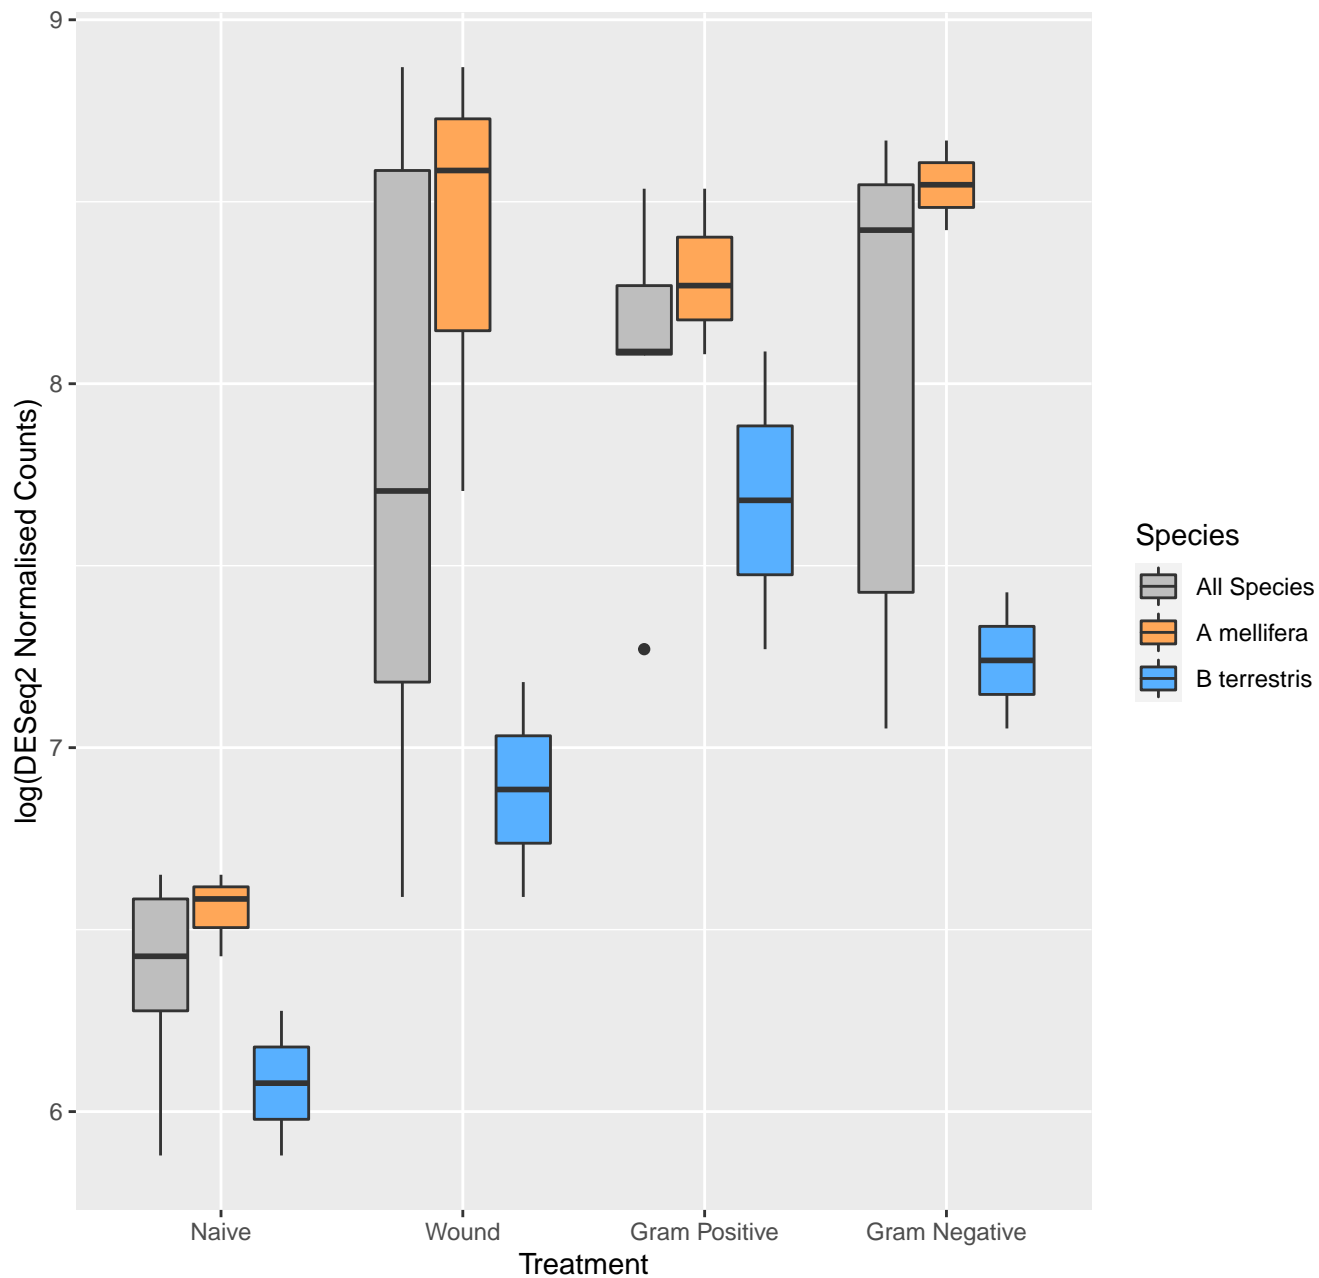 9
8
7
6
log(DESeq2 Normalised Counts)
Naive
Wound
Gram Positive
Gram Negative
Treatment
Species
All Species
A mellifera
B terrestris